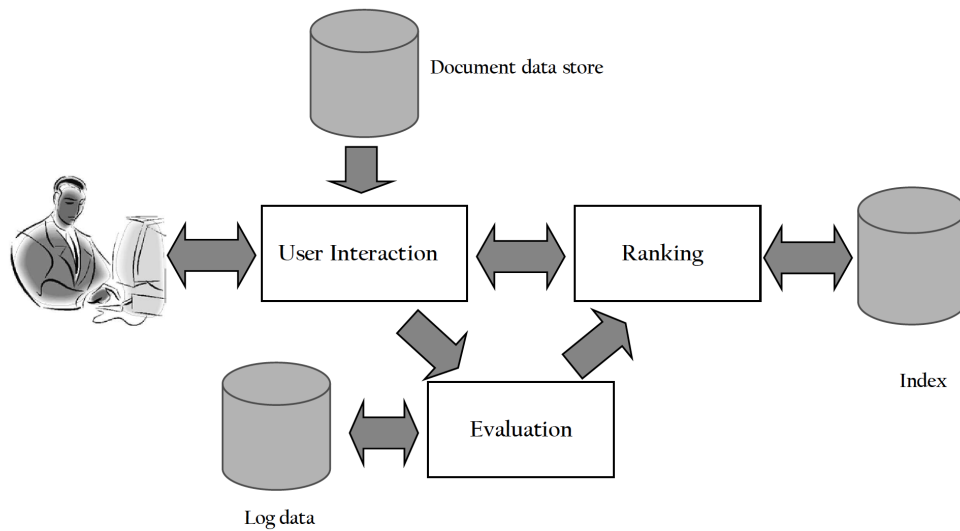 Document data store
User Interaction
Ranking
Index
Evaluation
Log data